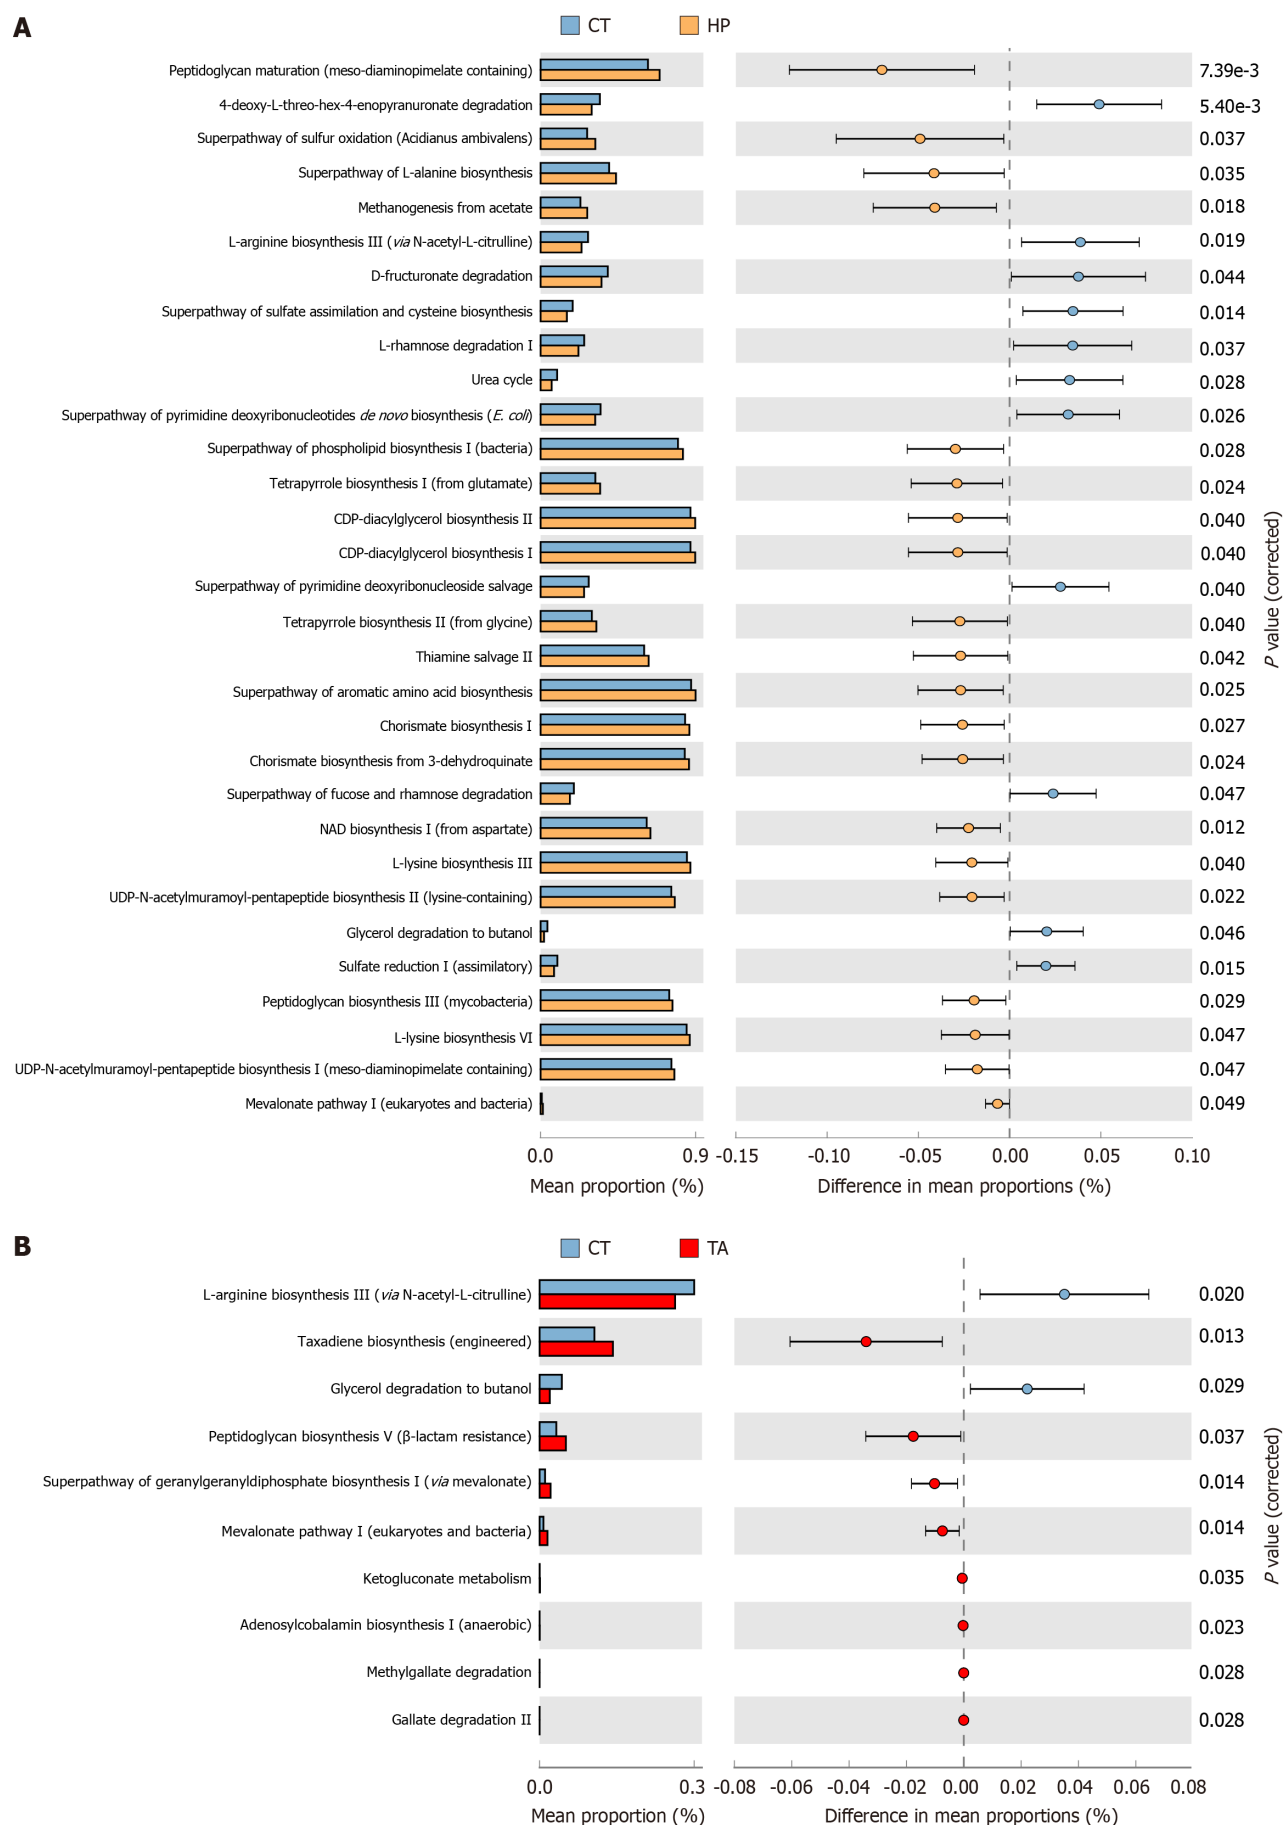 A
CT HP
Peptidoglycan maturation (meso-diaminopimelate containing) 7.39e-3
4-deoxy-L-threo-hex-4-enopyranuronate degradation 5.40e-3
Superpathway of sulfur oxidation (Acidianus ambivalens) 0.037
Superpathway of L-alanine biosynthesis 0.035
Methanogenesis from acetate 0.018
L-arginine biosynthesis III (via N-acetyl-L-citrulline) 0.019
D-fructuronate degradation 0.044
Superpathway of sulfate assimilation and cysteine biosynthesis 0.014
L-rhamnose degradation I 0.037
Urea cycle 0.028
Superpathway of pyrimidine deoxyribonucleotides de novo biosynthesis (E. coli) 0.026
Superpathway of phospholipid biosynthesis I (bacteria) 0.028
Tetrapyrrole biosynthesis I (from glutamate) 0.024
CDP-diacylglycerol biosynthesis II 0.040
CDP-diacylglycerol biosynthesis I 0.040
Superpathway of pyrimidine deoxyribonucleoside salvage 0.040
Tetrapyrrole biosynthesis II (from glycine) 0.040
Thiamine salvage II 0.042
Superpathway of aromatic amino acid biosynthesis 0.025
Chorismate biosynthesis I 0.027
Chorismate biosynthesis from 3-dehydroquinate 0.024
Superpathway of fucose and rhamnose degradation 0.047
NAD biosynthesis I (from aspartate) 0.012
L-lysine biosynthesis III 0.040
UDP-N-acetylmuramoyl-pentapeptide biosynthesis II (lysine-containing) 0.022
Glycerol degradation to butanol 0.046
Sulfate reduction I (assimilatory) 0.015
Peptidoglycan biosynthesis III (mycobacteria) 0.029
L-lysine biosynthesis VI 0.047
UDP-N-acetylmuramoyl-pentapeptide biosynthesis I (meso-diaminopimelate containing) 0.047
Mevalonate pathway I (eukaryotes and bacteria) 0.049
P value (corrected)
0.0 0.9 -0.15 -0.10 -0.05 0.00 0.05 0.10
Mean proportion (%) Difference in mean proportions (%)
B
CT TA
L-arginine biosynthesis III (via N-acetyl-L-citrulline) 0.020
Taxadiene biosynthesis (engineered) 0.013
Glycerol degradation to butanol 0.029
Peptidoglycan biosynthesis V (β-lactam resistance) 0.037
Superpathway of geranylgeranyldiphosphate biosynthesis I (via mevalonate) 0.014
Mevalonate pathway I (eukaryotes and bacteria) 0.014
Ketogluconate metabolism 0.035
Adenosylcobalamin biosynthesis I (anaerobic) 0.023
Methylgallate degradation 0.028
Gallate degradation II 0.028
P value (corrected)
0.0 0.3 -0.08 -0.06 -0.04 -0.02 0.00 0.02 0.04 0.06 0.08
Mean proportion (%) Difference in mean proportions (%)